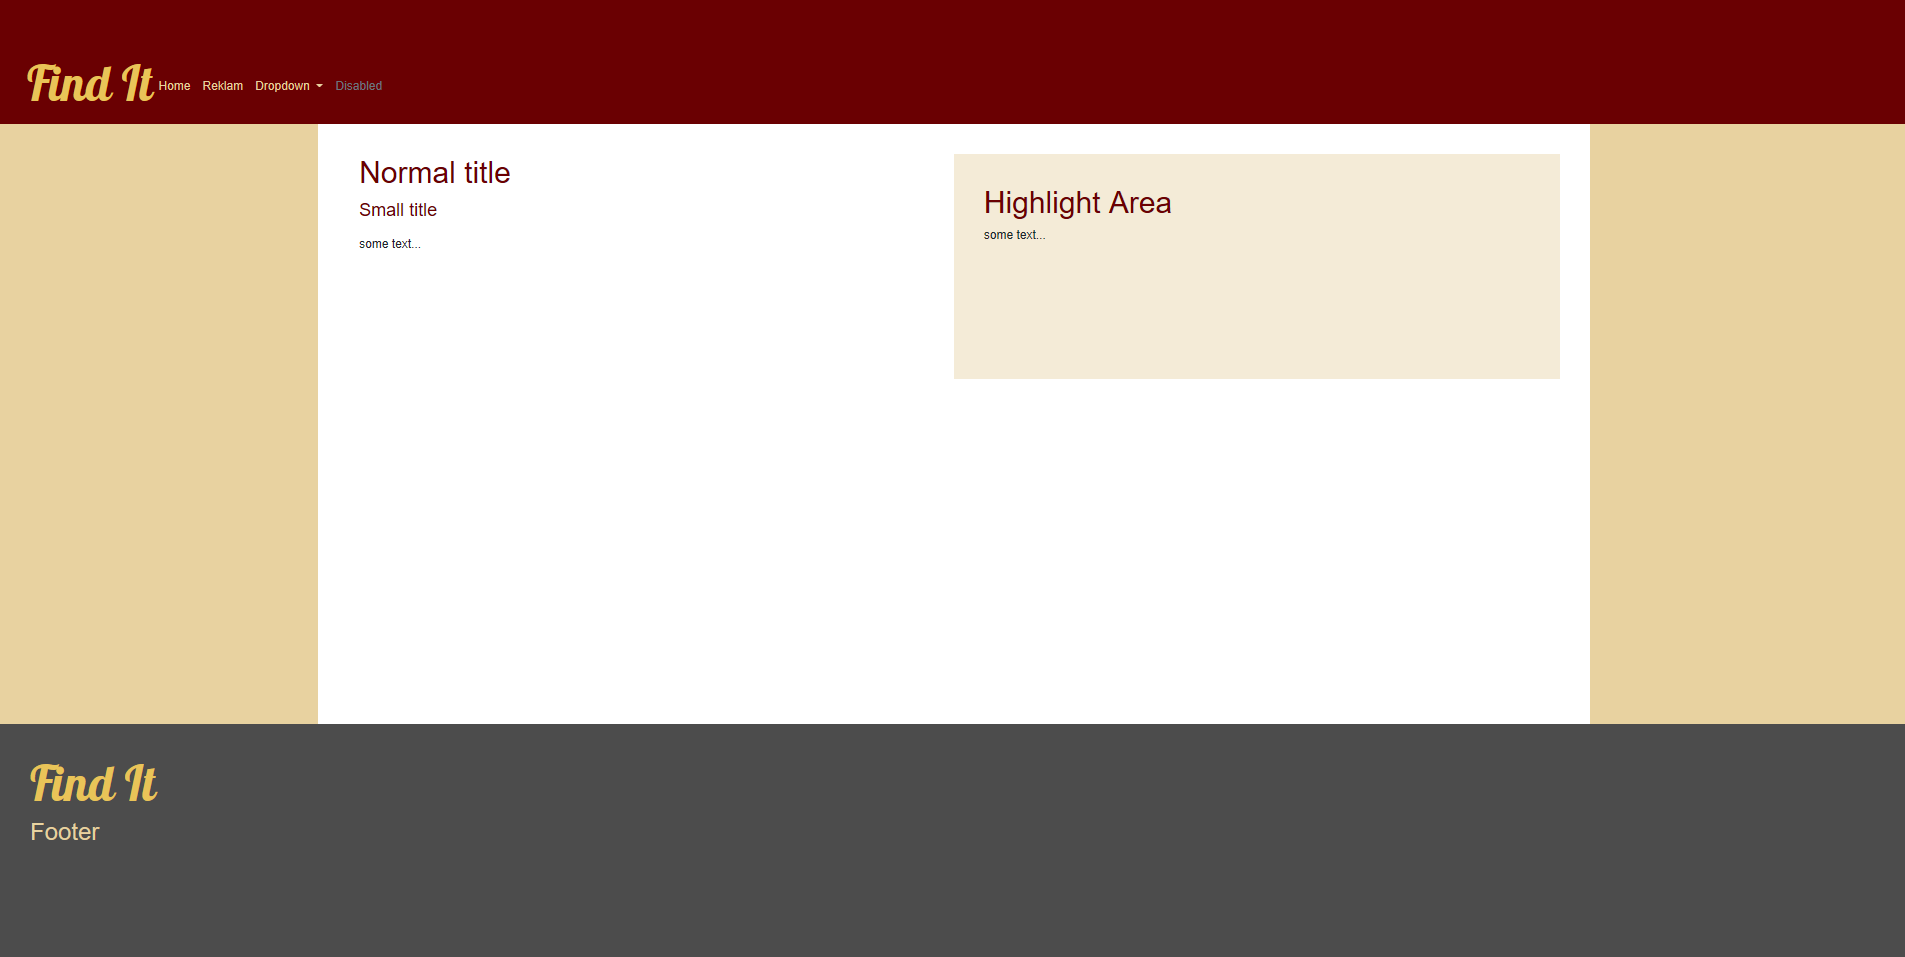 Find It Home Reklam Dropdown Disabled
Normal title
Small title
some text...
Highlight Area
some text...
Find It
Footer